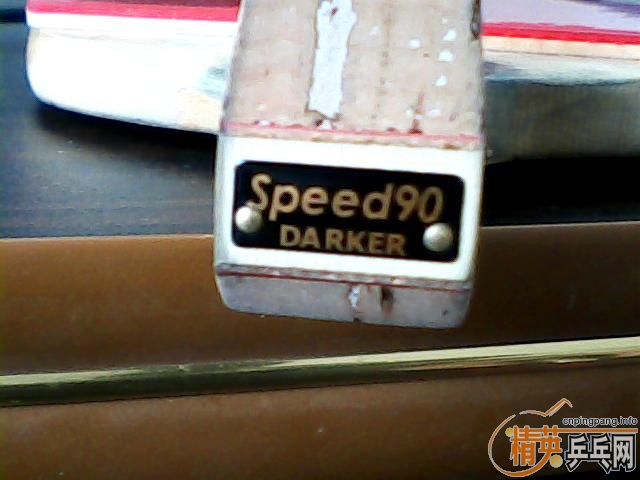 Speed90
DARKER
cnpingpang.info
精英乒乓网